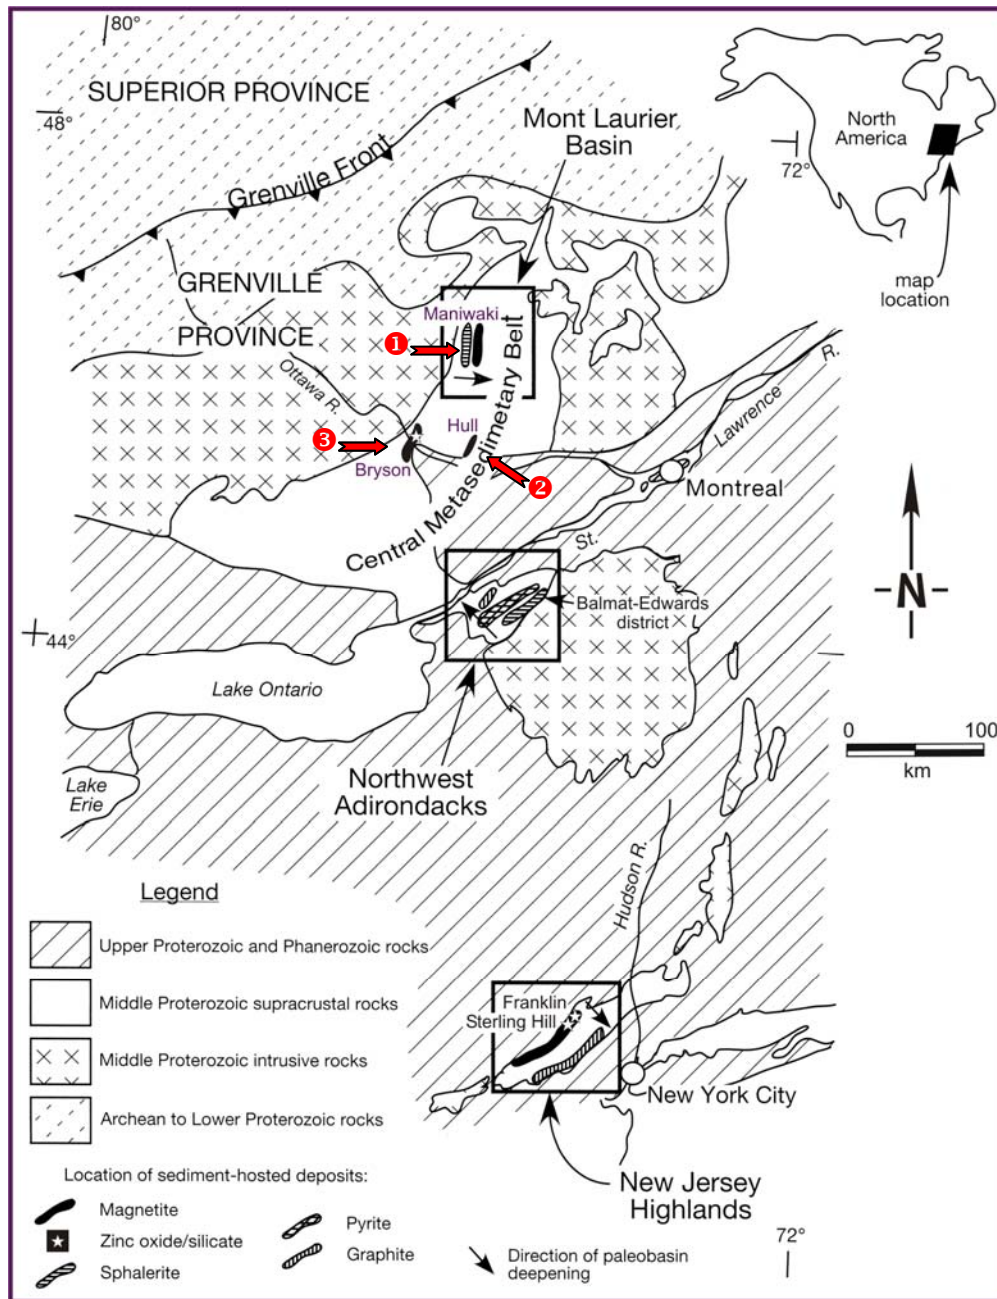 80°
SUPERIOR PROVINCE
48°
Grenville Front
Mont Laurier
Basin
North
America
72°
map
location
GRENVILLE
PROVINCE
Maniwaki
1
Ottawa R.
Central Metasedimetary Belt
Hull
3
Bryson
2
St. Lawrence R.
Montreal
N
Balmat-Edwards
district
44°
Lake Ontario
0 100
km
Northwest
Adirondacks
Lake
Erie
Hudson R.
Legend
Upper Proterozoic and Phanerozoic rocks
Middle Proterozoic supracrustal rocks
Middle Proterozoic intrusive rocks
Archean to Lower Proterozoic rocks
Franklin
Sterling Hill
New York City
New Jersey
Highlands
Location of sediment-hosted deposits:
Magnetite
Zinc oxide/silicate
Sphalerite
Pyrite
Graphite
Direction of paleobasin
deepening
72°